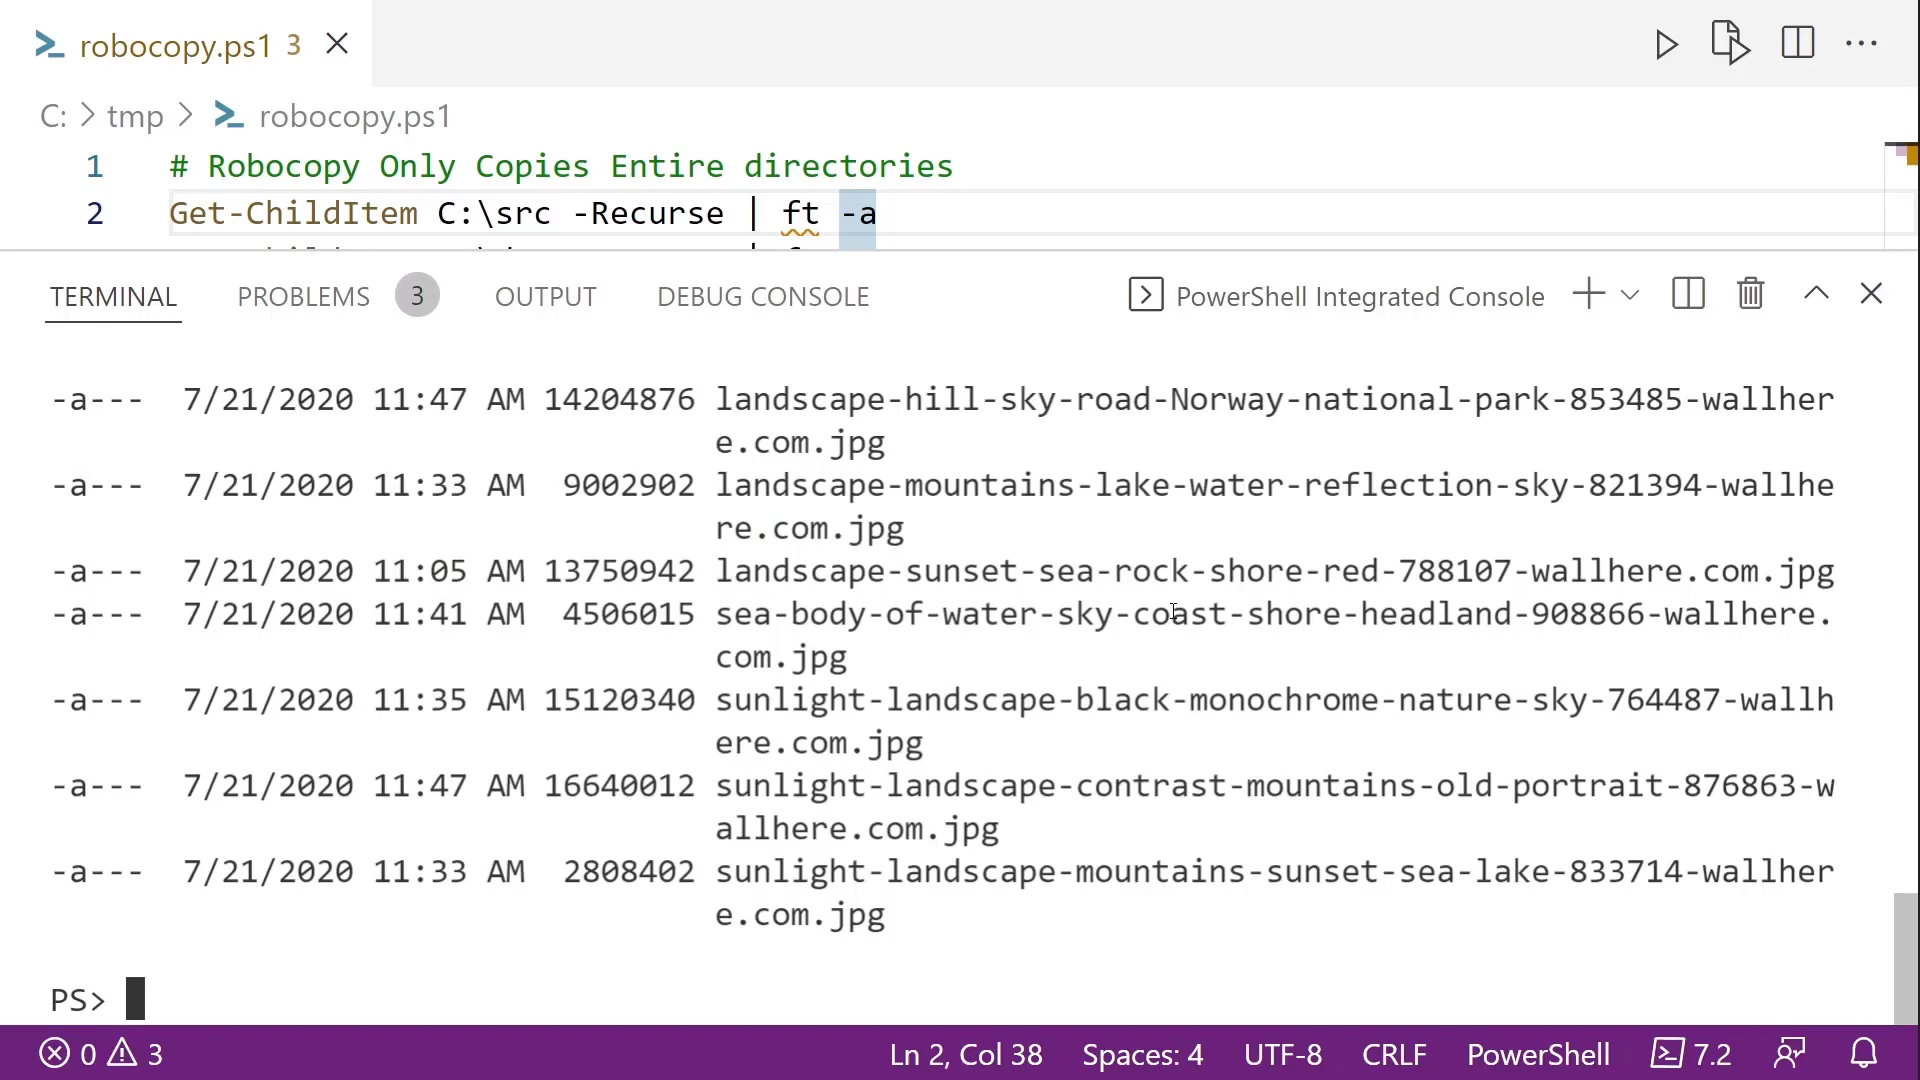 robocopy.ps1 3
C: > tmp > robocopy.ps1
1 # Robocopy Only Copies Entire directories
2 Get-ChildItem C:\src -Recurse | ft -a
TERMINAL PROBLEMS 3 OUTPUT DEBUG CONSOLE PowerShell Integrated Console
-a--- 7/21/2020 11:47 AM 14204876 landscape-hill-sky-road-Norway-national-park-853485-wallher
e.com.jpg
-a--- 7/21/2020 11:33 AM 9002902 landscape-mountains-lake-water-reflection-sky-821394-wallhe
re.com.jpg
-a--- 7/21/2020 11:05 AM 13750942 landscape-sunset-sea-rock-shore-red-788107-wallhere.com.jpg
-a--- 7/21/2020 11:41 AM 4506015 sea-body-of-water-sky-coast-shore-headland-908866-wallhere.
com.jpg
-a--- 7/21/2020 11:35 AM 15120340 sunlight-landscape-black-monochrome-nature-sky-764487-wallh
ere.com.jpg
-a--- 7/21/2020 11:47 AM 16640012 sunlight-landscape-contrast-mountains-old-portrait-876863-w
allhere.com.jpg
-a--- 7/21/2020 11:33 AM 2808402 sunlight-landscape-mountains-sunset-sea-lake-833714-wallher
e.com.jpg
PS>
0 3 Ln 2, Col 38 Spaces: 4 UTF-8 CRLF PowerShell 7.2